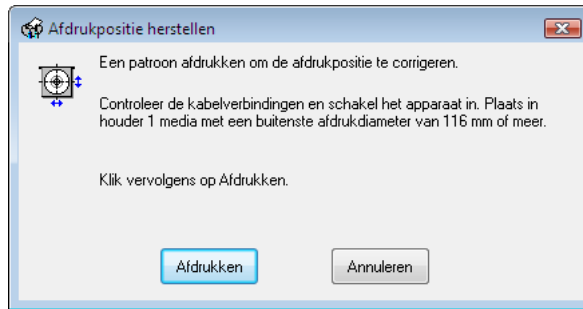 Afdrukpositie herstellen
Een patroon afdrukken om de afdrukpositie te corrigeren.
Controleer de kabelverbindingen en schakel het apparaat in. Plaats in
houder 1 media met een buitenste afdrukdiameter van 116 mm of meer.
Klik vervolgens op Afdrukken.
Afdrukken
Annuleren